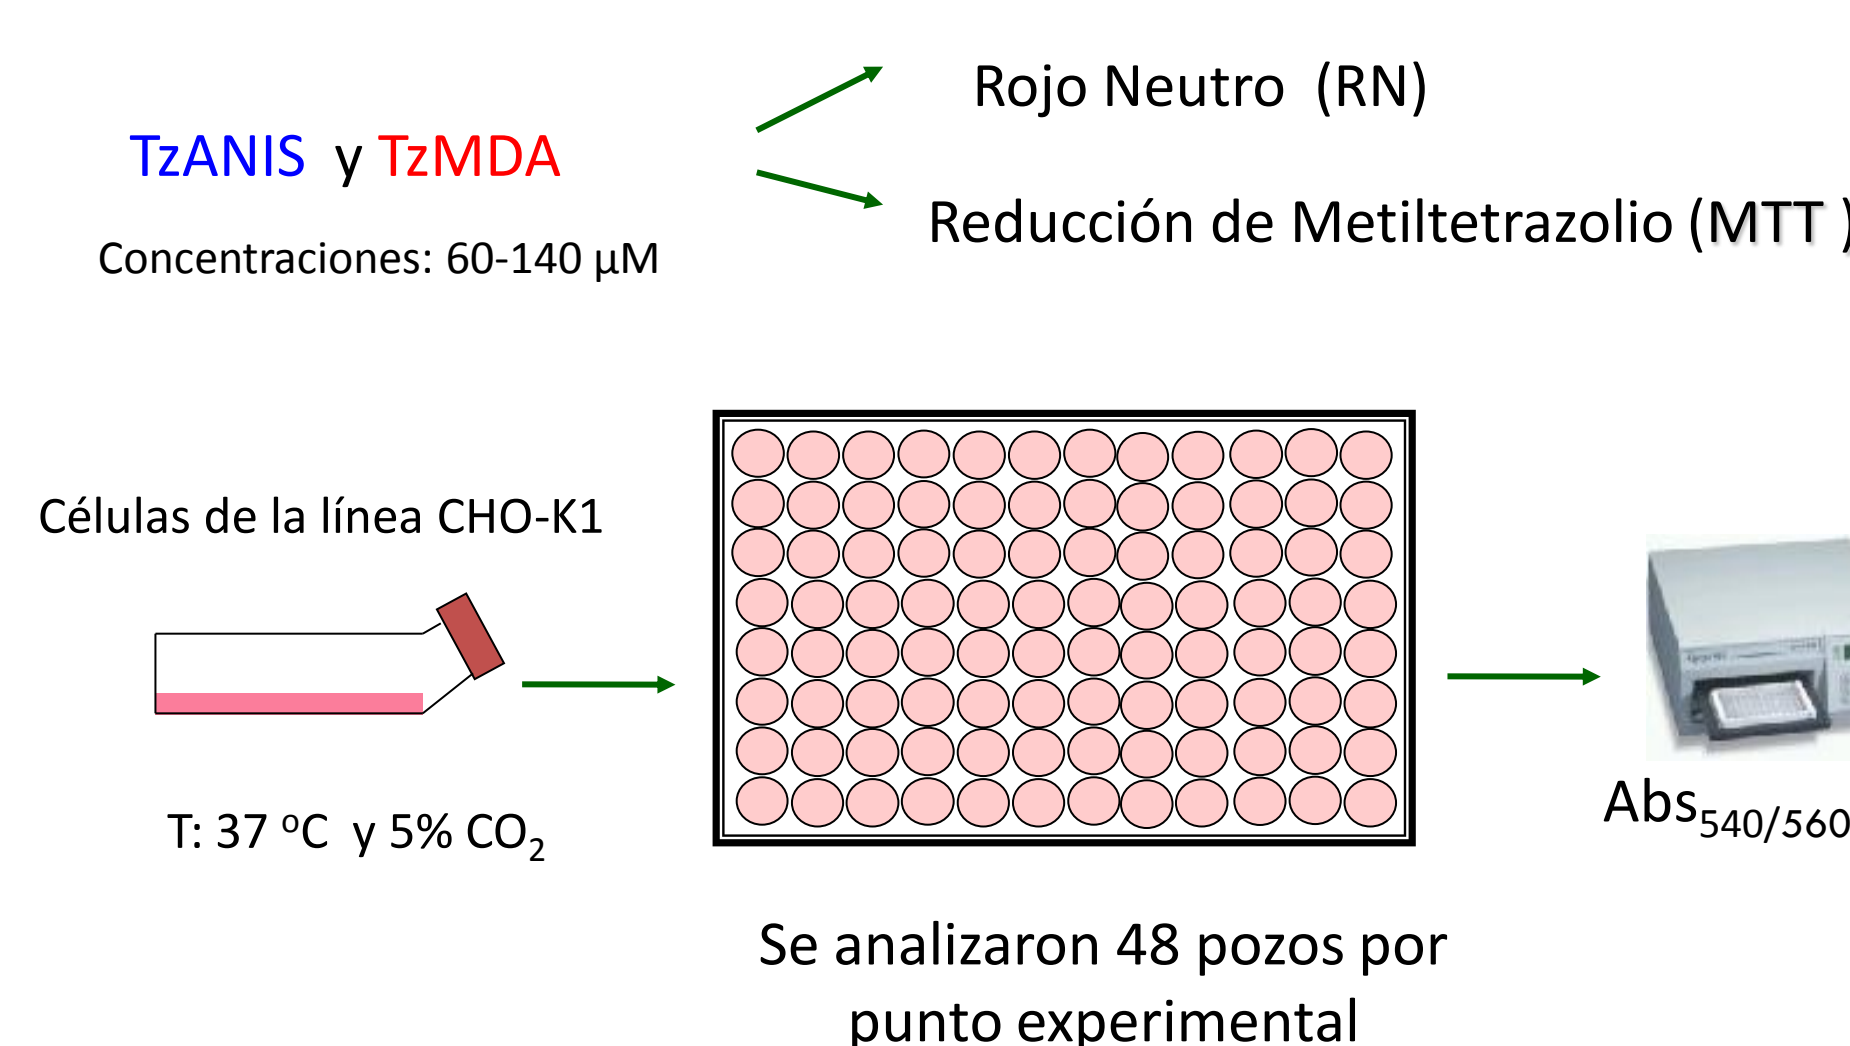 Rojo Neutro (RN)
TzANIS y TzMDA
Reducción de Metiltetrazolio (MTT )
Concentraciones: 60-140 µM
Células de la línea CHO-K1
T: 37 ºC y 5% CO₂
Abs₅₄₀/₅₆₀
Se analizaron 48 pozos por
punto experimental